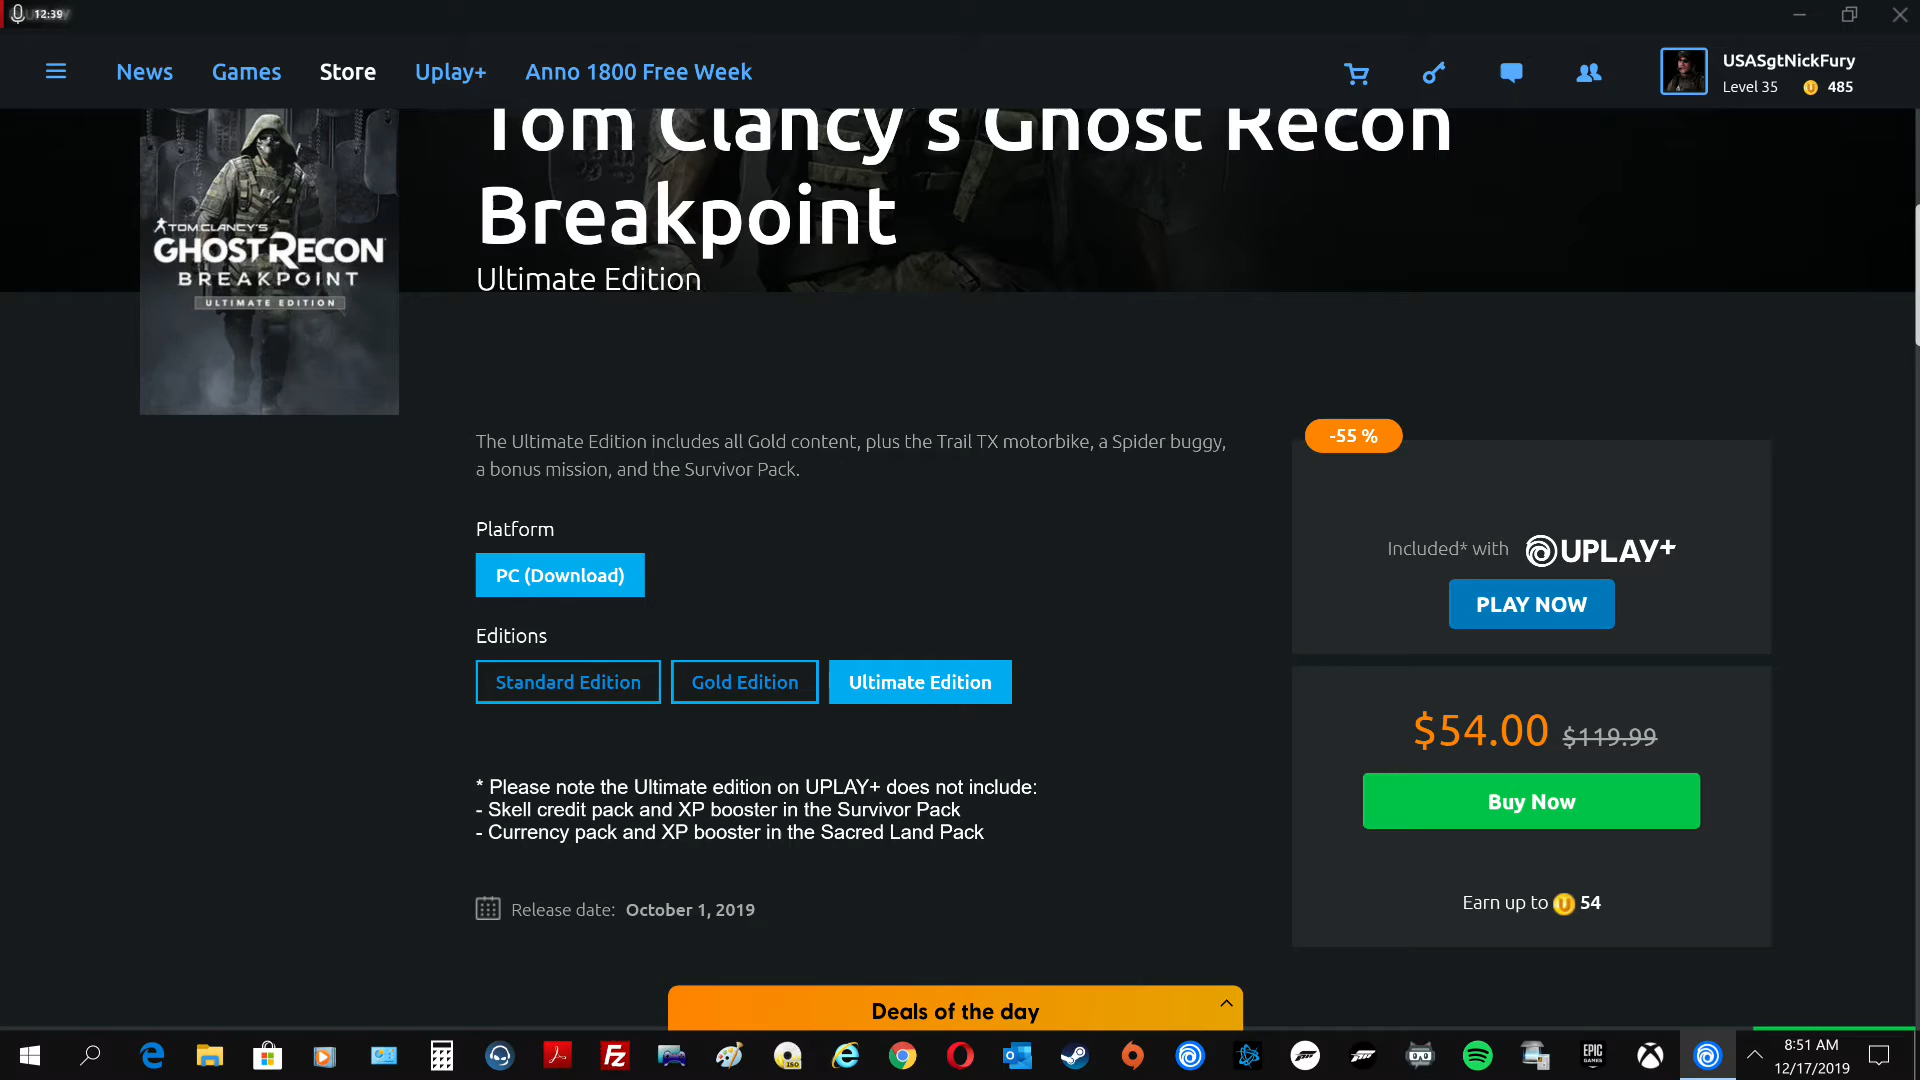 12:39
News Games Store Uplay+ Anno 1800 Free Week
USASgtNickFury
Level 35 485
Tom Clancy's Ghost Recon
Breakpoint
Ultimate Edition
TOM CLANCY'S
GHOST RECON
BREAKPOINT
ULTIMATE EDITION
The Ultimate Edition includes all Gold content, plus the Trail TX motorbike, a Spider buggy,
a bonus mission, and the Survivor Pack.
-55 %
Platform
PC (Download)
Included* with UPLAY+
PLAY NOW
Editions
Standard Edition Gold Edition Ultimate Edition
$54.00 $119.99
Buy Now
* Please note the Ultimate edition on UPLAY+ does not include:
- Skell credit pack and XP booster in the Survivor Pack
- Currency pack and XP booster in the Sacred Land Pack
Earn up to 54
Release date: October 1, 2019
Deals of the day
ISO
EPIC
GAMES
8:51 AM
12/17/2019